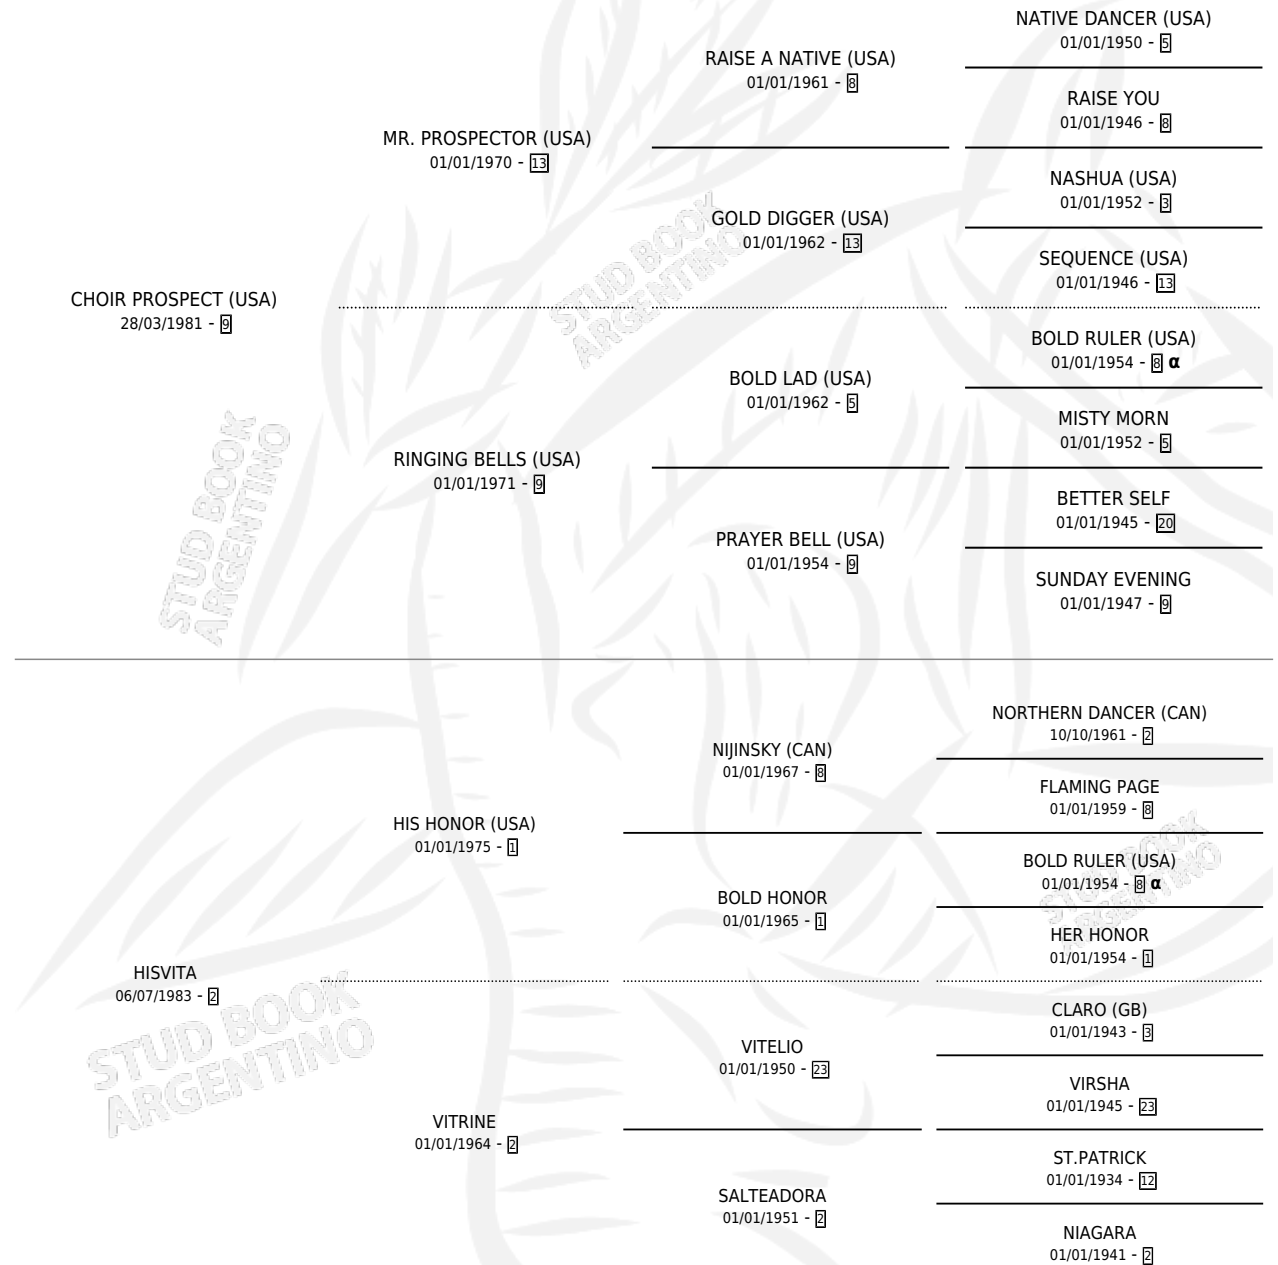 NATIVE DANCER (USA)
01/01/1950 - 5
RAISE A NATIVE (USA)
01/01/1961 - 8
RAISE YOU
01/01/1946 - 8
MR. PROSPECTOR (USA)
01/01/1970 - 13
NASHUA (USA)
01/01/1952 - 3
GOLD DIGGER (USA)
01/01/1962 - 13
SEQUENCE (USA)
01/01/1946 - 13
CHOIR PROSPECT (USA)
28/03/1981 - 9
BOLD RULER (USA)
01/01/1954 - 8 α
BOLD LAD (USA)
01/01/1962 - 5
MISTY MORN
01/01/1952 - 5
RINGING BELLS (USA)
01/01/1971 - 9
BETTER SELF
01/01/1945 - 20
PRAYER BELL (USA)
01/01/1954 - 9
SUNDAY EVENING
01/01/1947 - 9
NORTHERN DANCER (CAN)
10/10/1961 - 2
NIJINSKY (CAN)
01/01/1967 - 8
FLAMING PAGE
01/01/1959 - 8
HIS HONOR (USA)
01/01/1975 - 1
BOLD RULER (USA)
01/01/1954 - 8 α
BOLD HONOR
01/01/1965 - 1
HER HONOR
01/01/1954 - 1
HISVITA
06/07/1983 - 2
CLARO (GB)
01/01/1943 - 3
VITELIO
01/01/1950 - 23
VIRSHA
01/01/1945 - 23
VITRINE
01/01/1964 - 2
ST.PATRICK
01/01/1934 - 12
SALTEADORA
01/01/1951 - 2
NIAGARA
01/01/1941 - 2
STUD BOOK
ARGENTINO
STUD BOOK
ARGENTINO
STUD BOOK
ARGENTINO
STUD BOOK
ARGENTINO